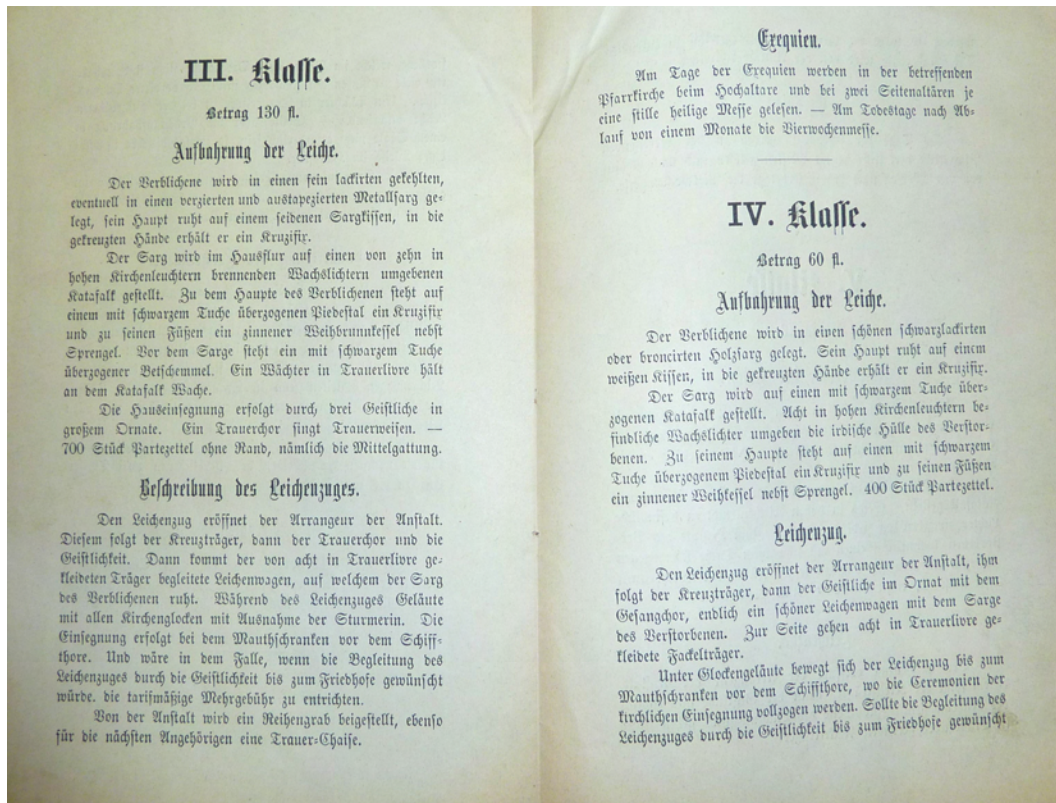 III. Klasse.
Betrag 130 fl.
Aufbahrung der Leiche.
Der Verblichene wird in einen fein lackirten gekehlten,
eventuell in einen verzierten und austapezierten Metallsarg ge-
legt, sein Haupt ruht auf einem seidenen Sargkissen, in die
gekreuzten Hände erhält er ein Kruzifix.
Der Sarg wird im Hausflur auf einen von zehn in
hohen Kirchenleuchtern brennenden Wachslichtern umgebenen
Katafalk gestellt. Zu dem Haupte des Verblichenen steht auf
einem mit schwarzem Tuche überzogenen Piedestal ein Kruzifix
und zu seinen Füßen ein zinnener Weihbrunnkessel nebst
Sprengel. Vor dem Sarge steht ein mit schwarzem Tuche
überzogener Betschemmel. Ein Wächter in Trauerlivre hält
an dem Katafalk Wache.
Die Hauseinsegnung erfolgt durch drei Geistliche in
großem Ornate. Ein Trauerchor singt Trauerweisen. —
700 Stück Partezettel ohne Rand, nämlich die Mittelgattung.
Beschreibung des Leichenzuges.
Den Leichenzug eröffnet der Arrangeur der Anstalt.
Diesem folgt der Kreuzträger, dann der Trauerchor und die
Geistlichkeit. Dann kommt der von acht in Trauerlivre ge-
kleideten Träger begleitete Leichenwagen, auf welchem der Sarg
des Verblichenen ruht. Während des Leichenzuges Geläute
mit allen Kirchenglocken mit Ausnahme der Sturmerin. Die
Einsegnung erfolgt bei dem Mauthschranken vor dem Schiff-
thore. Und wäre in dem Falle, wenn die Begleitung des
Leichenzuges durch die Geistlichkeit bis zum Friedhofe gewünscht
würde. die tarifmäßige Mehrgebühr zu entrichten.
Von der Anstalt wird ein Reihengrab beigestellt, ebenso
für die nächsten Angehörigen eine Trauer-Chaise.
Exequien.
Am Tage der Exequien werden in der betreffenden
Pfarrkirche beim Hochaltare und bei zwei Seitenaltären je
eine stille heilige Messe gelesen. — Am Todestage nach Ab-
lauf von einem Monate die Vierwochenmesse.
IV. Klasse.
Betrag 60 fl.
Aufbahrung der Leiche.
Der Verblichene wird in einen schönen schwarzlackirten
oder broncirten Holzsarg gelegt. Sein Haupt ruht auf einem
weißen Kissen, in die gekreuzten Hände erhält er ein Kruzifix.
Der Sarg wird auf einen mit schwarzem Tuche über-
zogenen Katafalk gestellt. Acht in hohen Kirchenleuchtern be-
findliche Wachslichter umgeben die irdische Hülle des Verstor-
benen. Zu seinem Haupte steht auf einen mit schwarzem
Tuche überzogenem Piedestal ein Kruzifix und zu seinen Füßen
ein zinnener Weihkessel nebst Sprengel. 400 Stück Partezettel.
Leichenzug.
Den Leichenzug eröffnet der Arrangeur der Anstalt, ihm
folgt der Kreuzträger, dann der Geistliche im Ornat mit dem
Gesangchor, endlich ein schöner Leichenwagen mit dem Sarge
des Verstorbenen. Zur Seite gehen acht in Trauerlivre ge-
kleidete Fackelträger.
Unter Glockengeläute bewegt sich der Leichenzug bis zum
Mauthschranken vor dem Schiffthore, wo die Ceremonien der
kirchlichen Einsegnung vollzogen werden. Sollte die Begleitung des
Leichenzuges durch die Geistlichkeit bis zum Friedhofe gewünscht